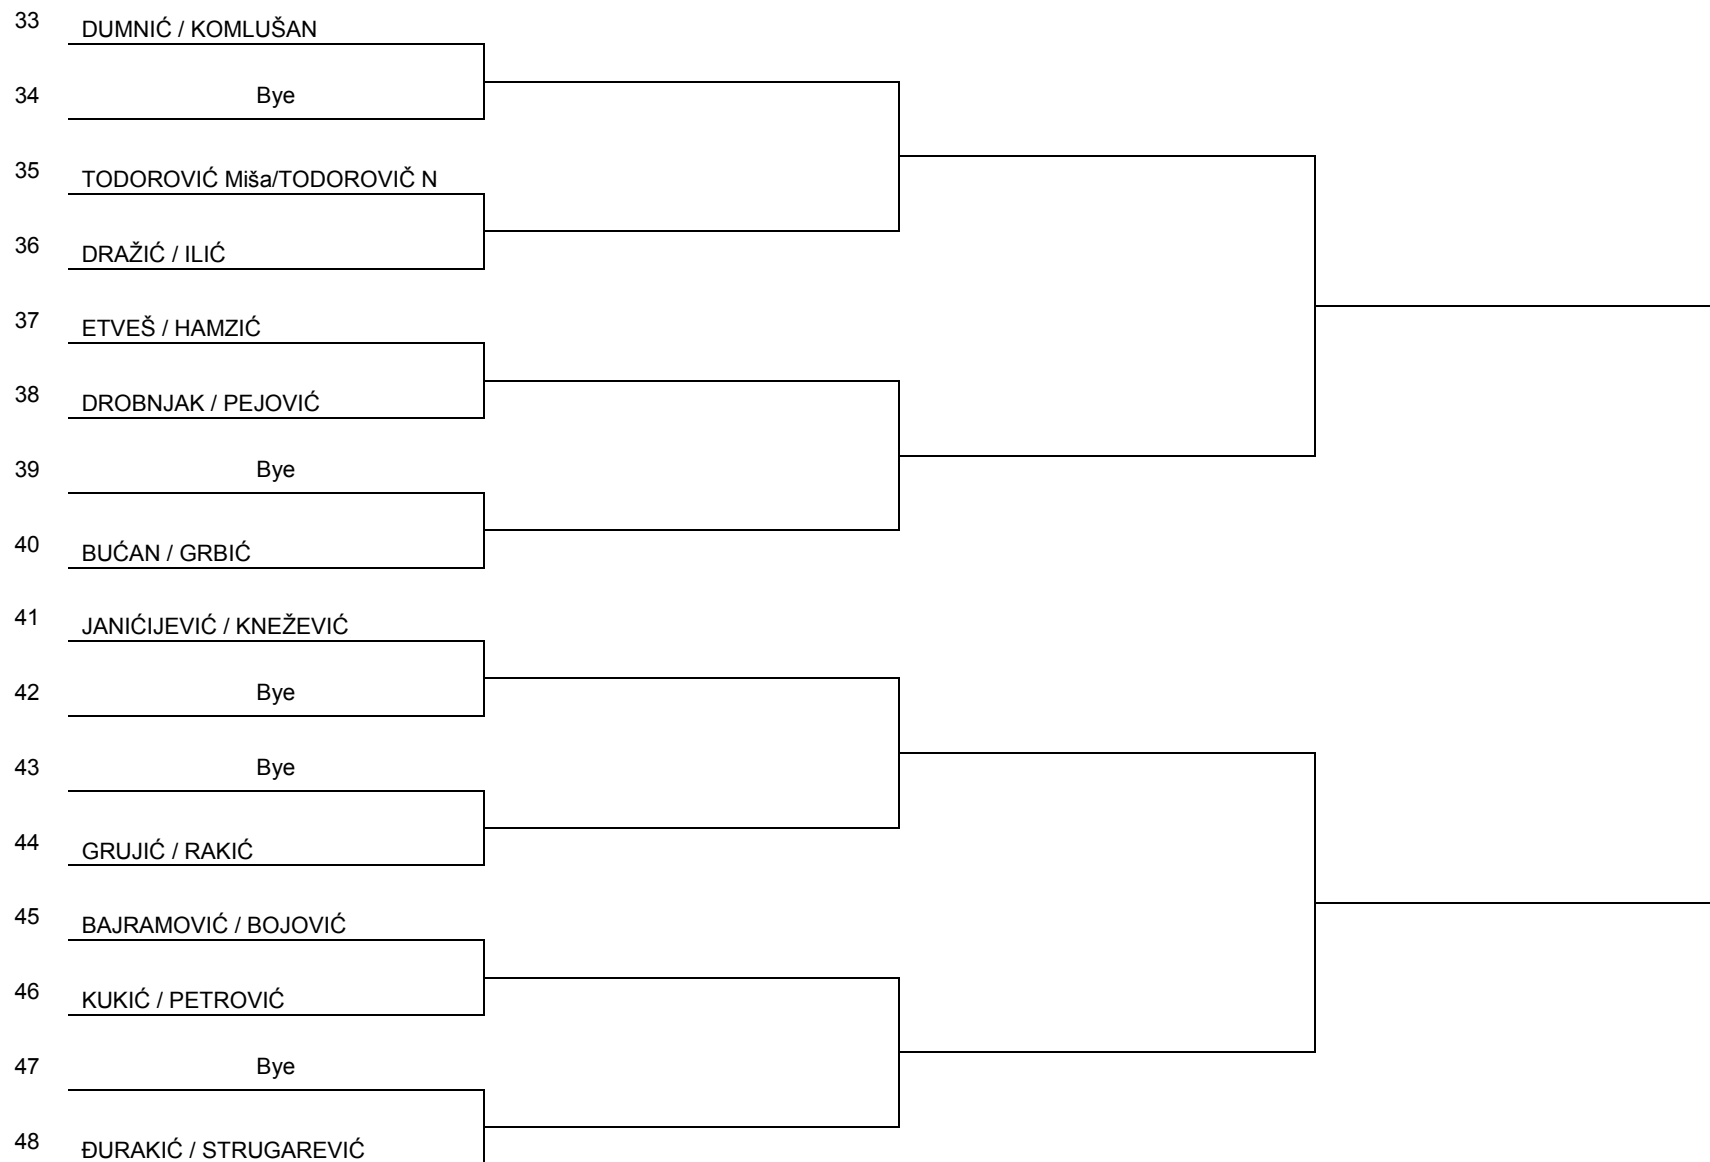 33 DUMNIĆ / KOMLUŠAN
34 Bye
35 TODOROVIĆ Miša/TODOROVIČ N
36 DRAŽIĆ / ILIĆ
37 ETVEŠ / HAMZIĆ
38 DROBNJAK / PEJOVIĆ
39 Bye
40 BUĆAN / GRBIĆ
41 JANIĆIJEVIĆ / KNEŽEVIĆ
42 Bye
43 Bye
44 GRUJIĆ / RAKIĆ
45 BAJRAMOVIĆ / BOJOVIĆ
46 KUKIĆ / PETROVIĆ
47 Bye
48 ĐURAKIĆ / STRUGAREVIĆ